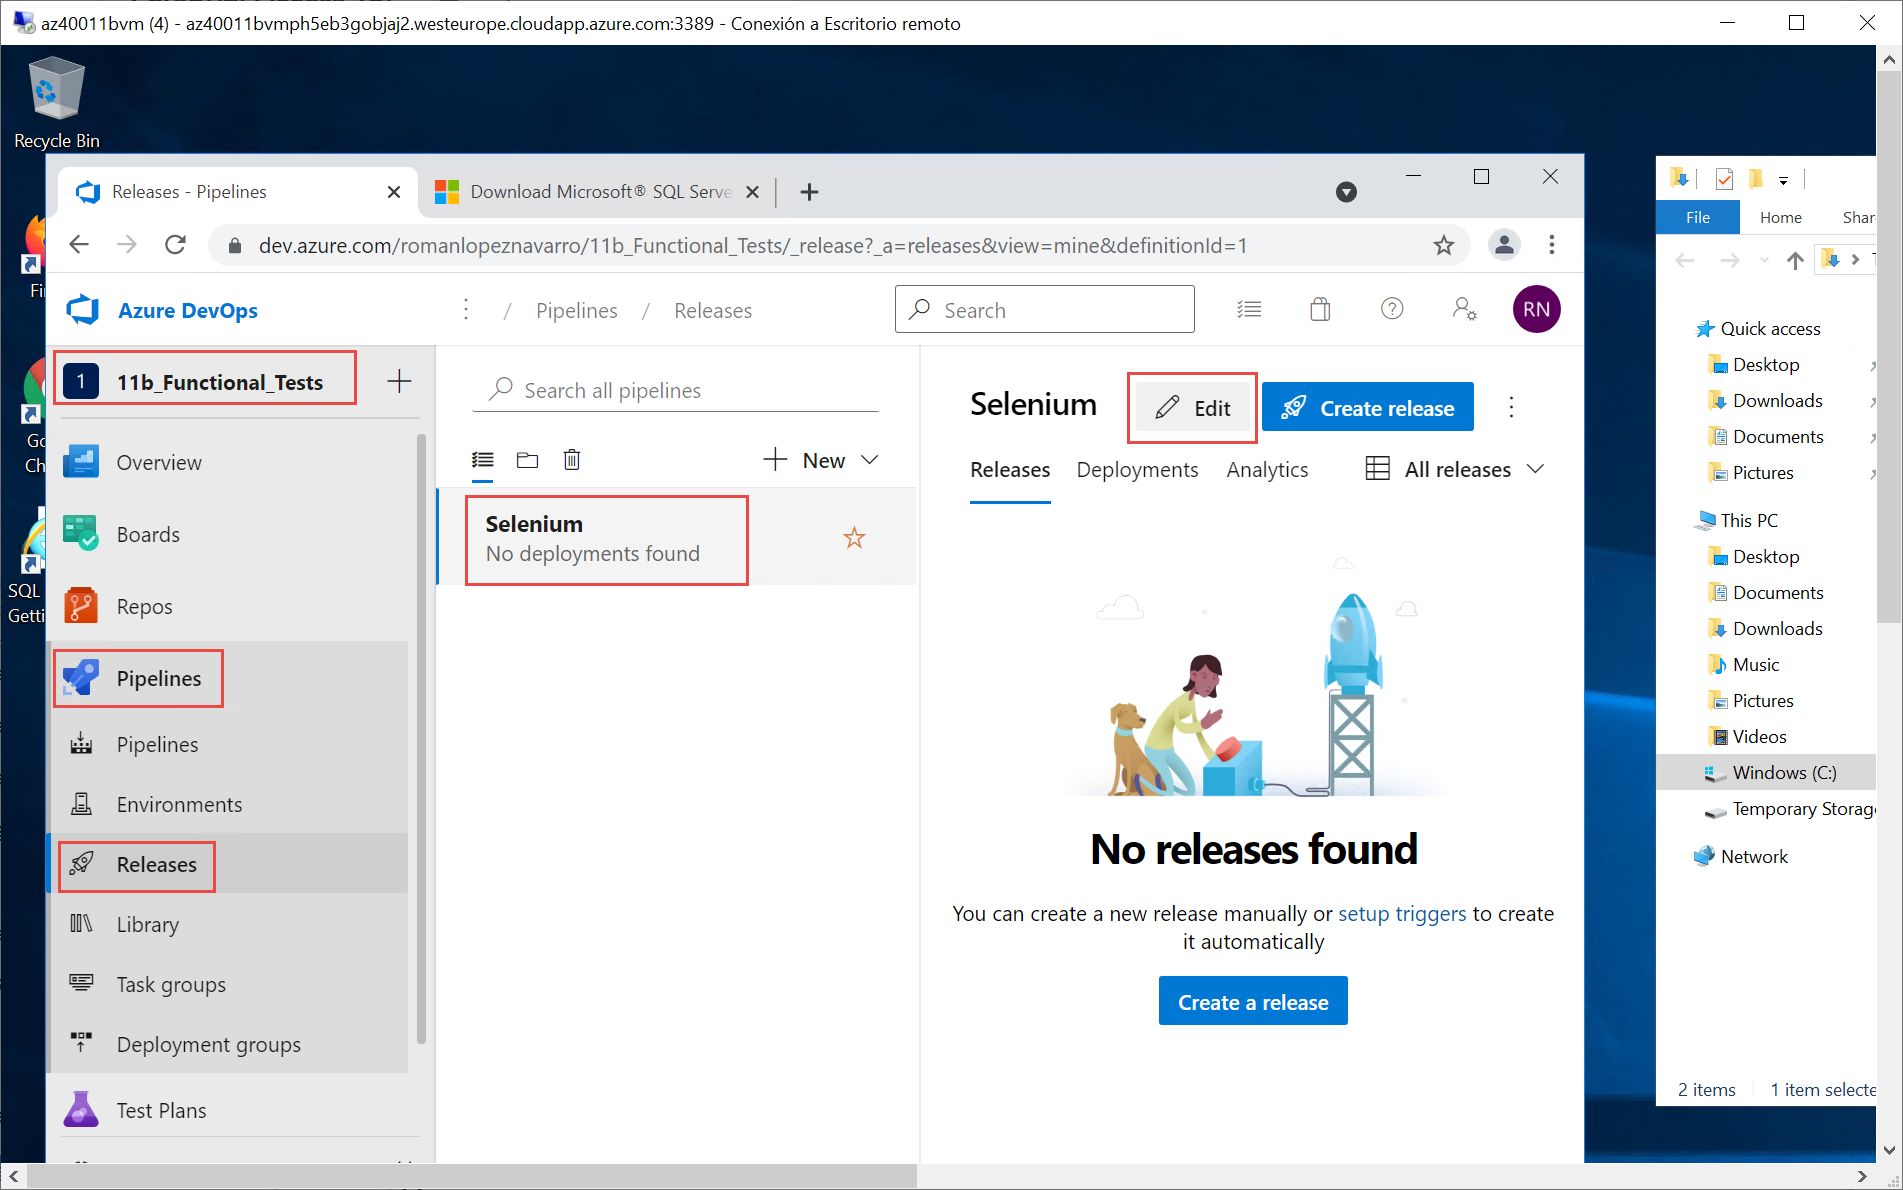 az40011bvm (4) - az40011bvmph5eb3gobjaj2.westeurope.cloudapp.azure.com:3389 - Conexión a Escritorio remoto
Recycle Bin
SQL
Getti
Releases - Pipelines
Download Microsoft® SQL Serve
dev.azure.com/romanlopeznavarro/11b_Functional_Tests/_release?_a=releases&view=mine&definitionId=1
Azure DevOps
/ Pipelines / Releases
Search
RN
1 11b_Functional_Tests
Overview
Boards
Repos
Pipelines
Pipelines
Environments
Releases
Library
Task groups
Deployment groups
Test Plans
Search all pipelines
New
Selenium
No deployments found
Selenium
Edit
Create release
Releases Deployments Analytics
All releases
No releases found
You can create a new release manually or setup triggers to create
it automatically
Create a release
File Home Shar
Quick access
Desktop
Downloads
Documents
Pictures
This PC
Desktop
Documents
Downloads
Music
Pictures
Videos
Windows (C:)
Temporary Storag
Network
2 items 1 item selecte